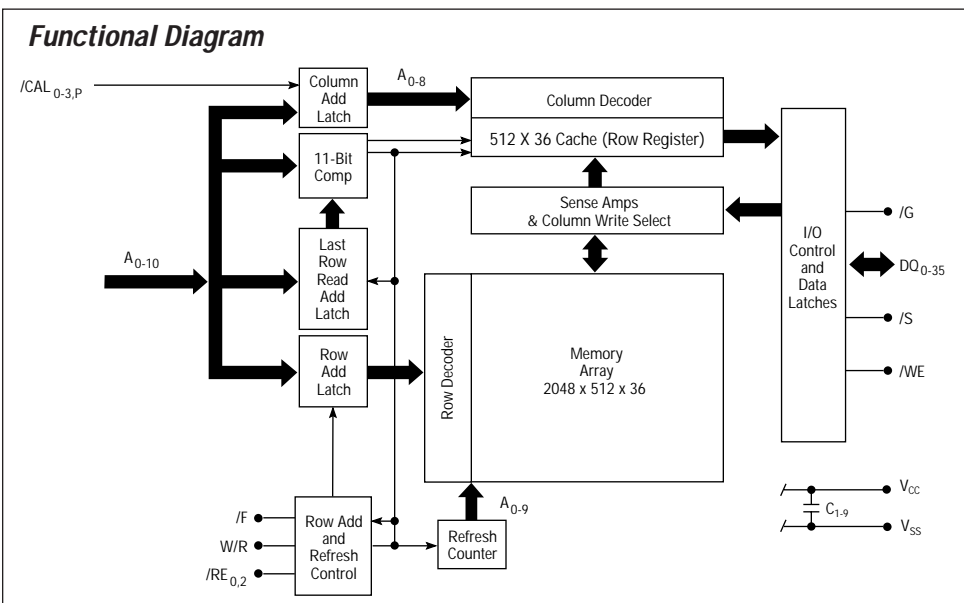 Functional Diagram
/CAL0-3,P
Column
Add
Latch
A0-8
Column Decoder
512 X 36 Cache (Row Register)
11-Bit
Comp
Sense Amps
& Column Write Select
Last
Row
Read
Add
Latch
A0-10
Row
Add
Latch
Row Decoder
Memory
Array
2048 x 512 x 36
I/O
Control
and
Data
Latches
/G
DQ0-35
/S
/WE
/F
W/R
/RE0,2
Row Add
and
Refresh
Control
A0-9
Refresh
Counter
VCC
C1-9
VSS